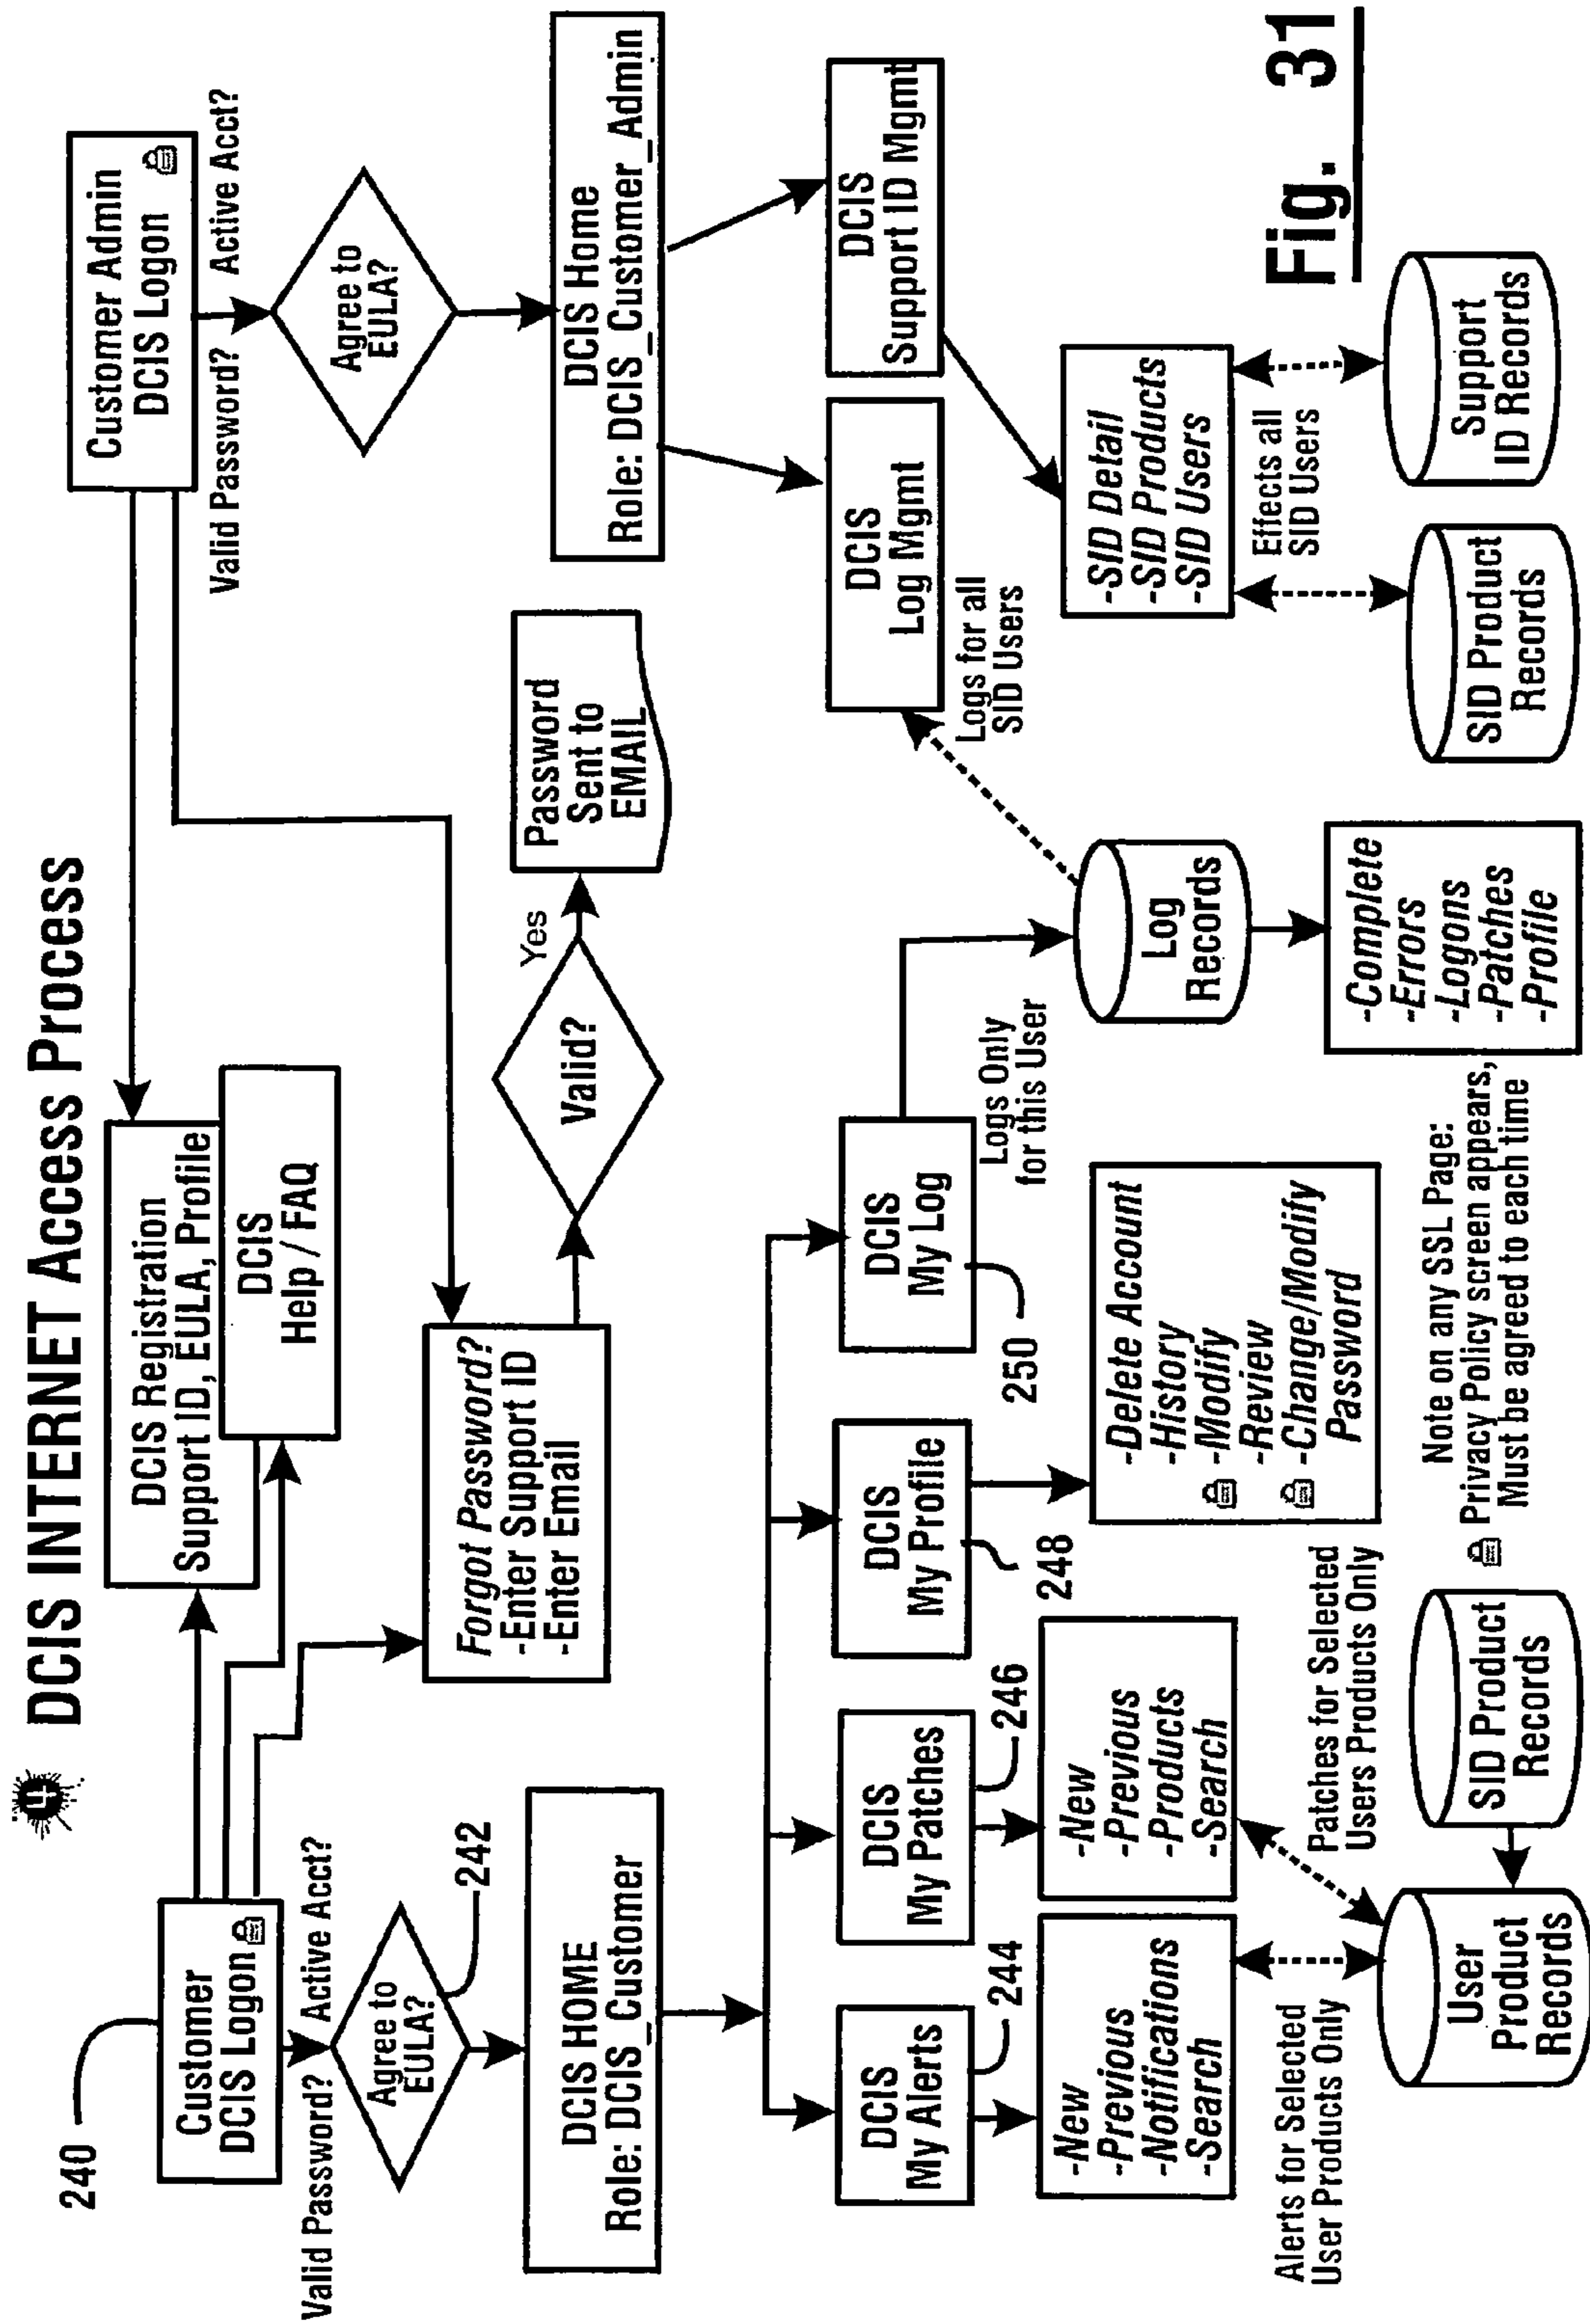 DCIS INTERNET Access Process
240
Customer
DCIS Logon
Valid Password?
Active Acct?
Agree to
EULA?
242
DCIS HOME
Role: DCIS_Customer
DCIS Registration
Support ID, EULA, Profile
DCIS
Help / FAQ
Forgot Password?
-Enter Support ID
-Enter Email
Valid?
Yes
Password
Sent to
EMAIL
Customer Admin
DCIS Logon
Valid Password?
Active Acct?
Agree to
EULA?
DCIS Home
Role: DCIS_Customer_Admin
DCIS
My Alerts
244
DCIS
My Patches
246
DCIS
My Profile
248
DCIS
My Log
250
DCIS
Log Mgmt
DCIS
Support ID Mgmt
-New
-Previous
-Notifications
-Search
-New
-Previous
-Products
-Search
-Delete Account
-History
-Modify
-Review
-Change/Modify
Password
Logs Only
for this User
Log
Records
Logs for all
SID Users
-SID Detail
-SID Products
-SID Users
Effects all
SID Users
Alerts for Selected
User Products Only
User
Product
Records
Patches for Selected
Users Products Only
SID Product
Records
Note on any SSL Page:
Privacy Policy screen appears,
Must be agreed to each time
-Complete
-Errors
-Logons
-Patches
-Profile
SID Product
Records
Support
ID Records
Fig. 31